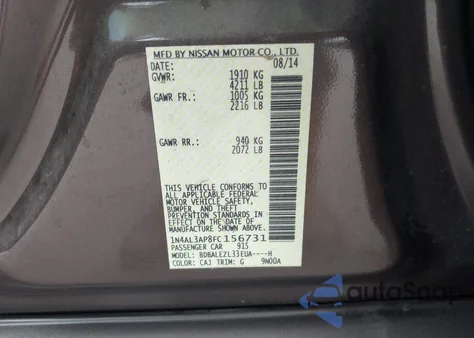 MFD BY NISSAN MOTOR CO., LTD.
DATE: 08/14
GVWR: 1910 KG
4211 LB
GAWR FR: 1005 KG
2216 LB
GAWR RR: 940 KG
2072 LB
THIS VEHICLE CONFORMS TO
ALL APPLICABLE FEDERAL
MOTOR VEHICLE SAFETY,
BUMPER, AND THEFT
PREVENTION STANDARDS IN
EFFECT ON THE DATE OF
MANUFACTURE SHOWN ABOVE.
1N4AL3AP8FC156731
PASSENGER CAR 915
MODEL: BDBALEZL33EUA----H
COLOR: CAJ TRIM: G 9N00A
autoSnap